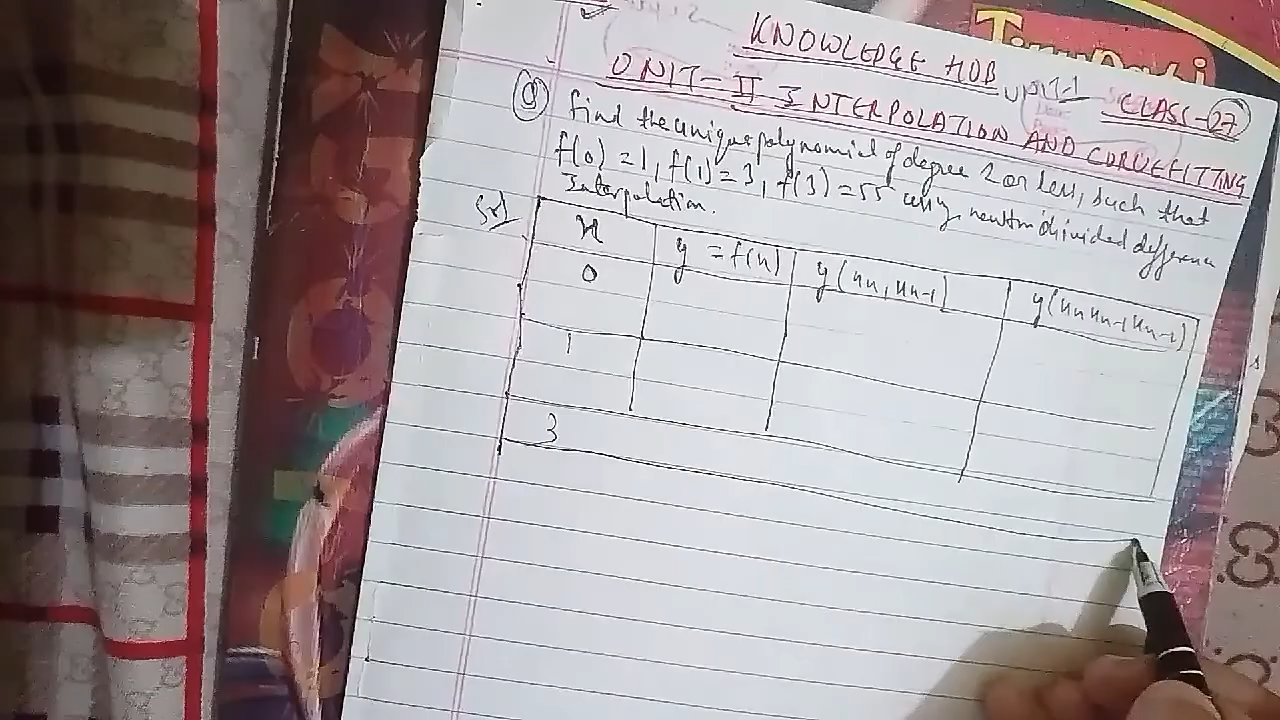 KNOWLEDGE HUB
UNIT-1 CLASS-27
UNIT-II INTERPOLATION AND CURVEFITTING
Q find the unique polynomial of degree 2 or less, such that
f(0) = 1, f(1) = 3, f(3) = 55 using newton divided difference
Interpolation.
Sol
x y = f(x) y(xn, xn-1) y(xn xn-1 xn-2)
0
1
3